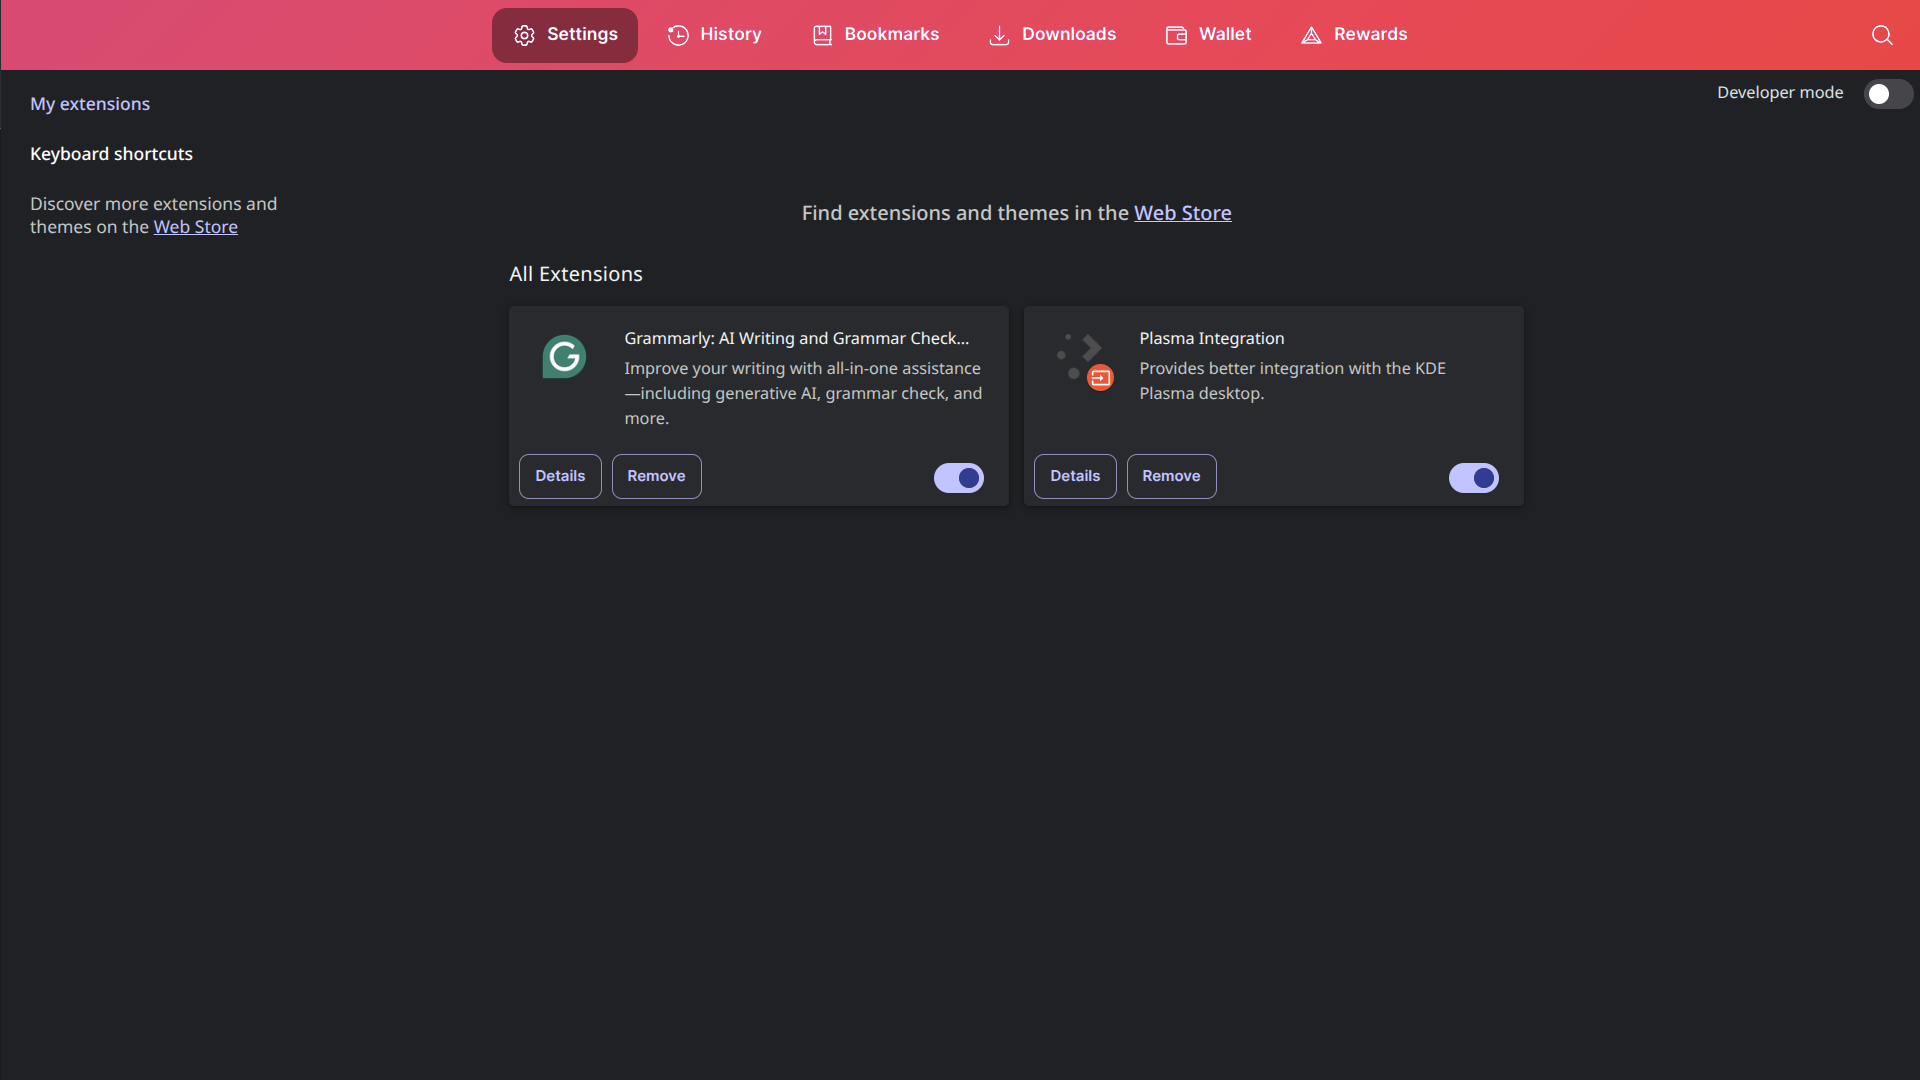 Settings
History
Bookmarks
Downloads
Wallet
Rewards
My extensions
Developer mode
Keyboard shortcuts
Discover more extensions and
themes on the Web Store
Find extensions and themes in the Web Store
All Extensions
Grammarly: AI Writing and Grammar Check...
Improve your writing with all-in-one assistance
—including generative AI, grammar check, and
more.
Details
Remove
Plasma Integration
Provides better integration with the KDE
Plasma desktop.
Details
Remove